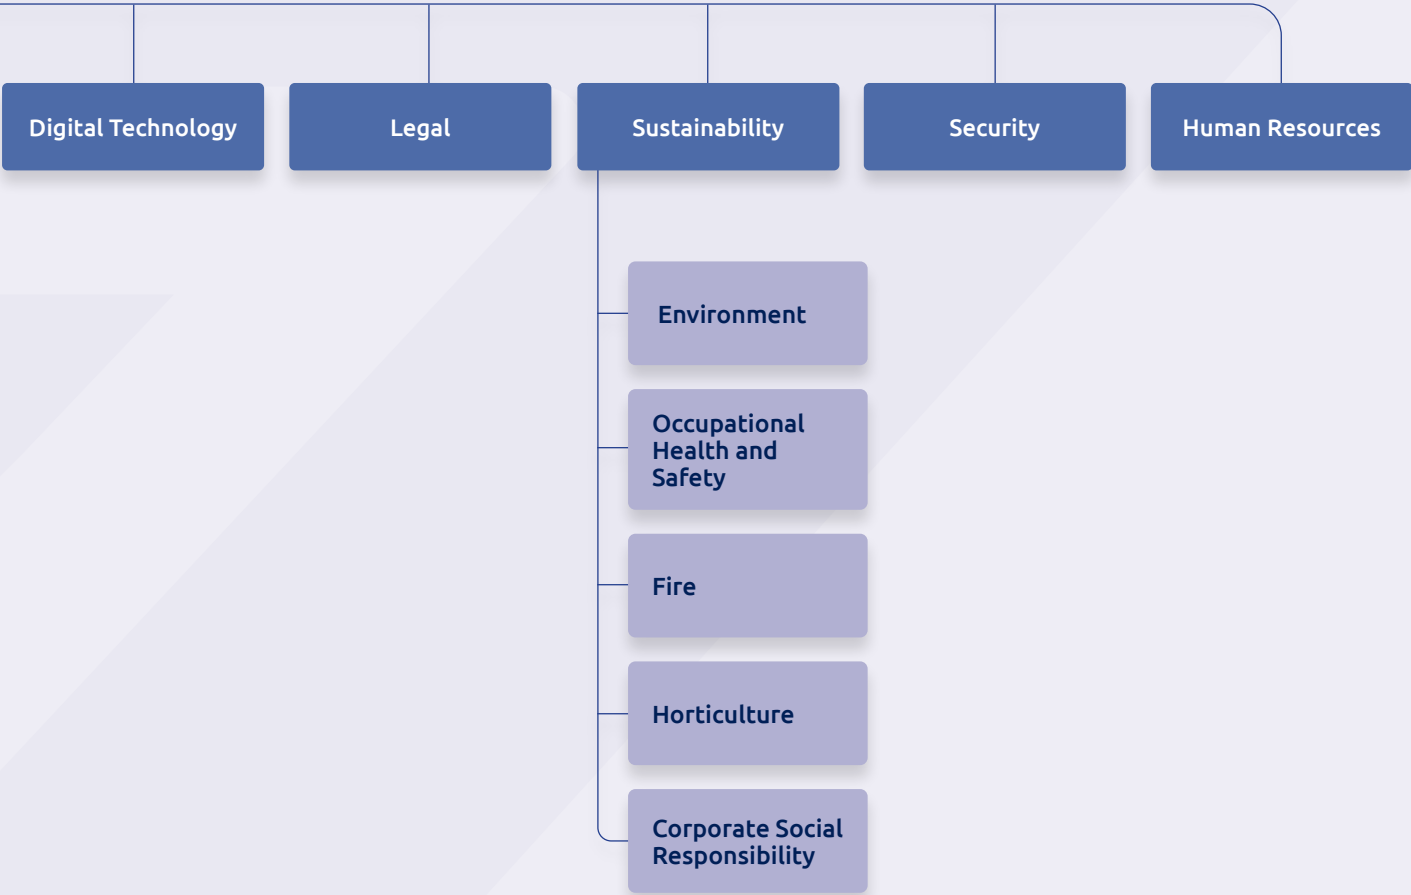 Digital Technology
Legal
Sustainability
Security
Human Resources
Environment
Occupational
Health and
Safety
Fire
Horticulture
Corporate Social
Responsibility